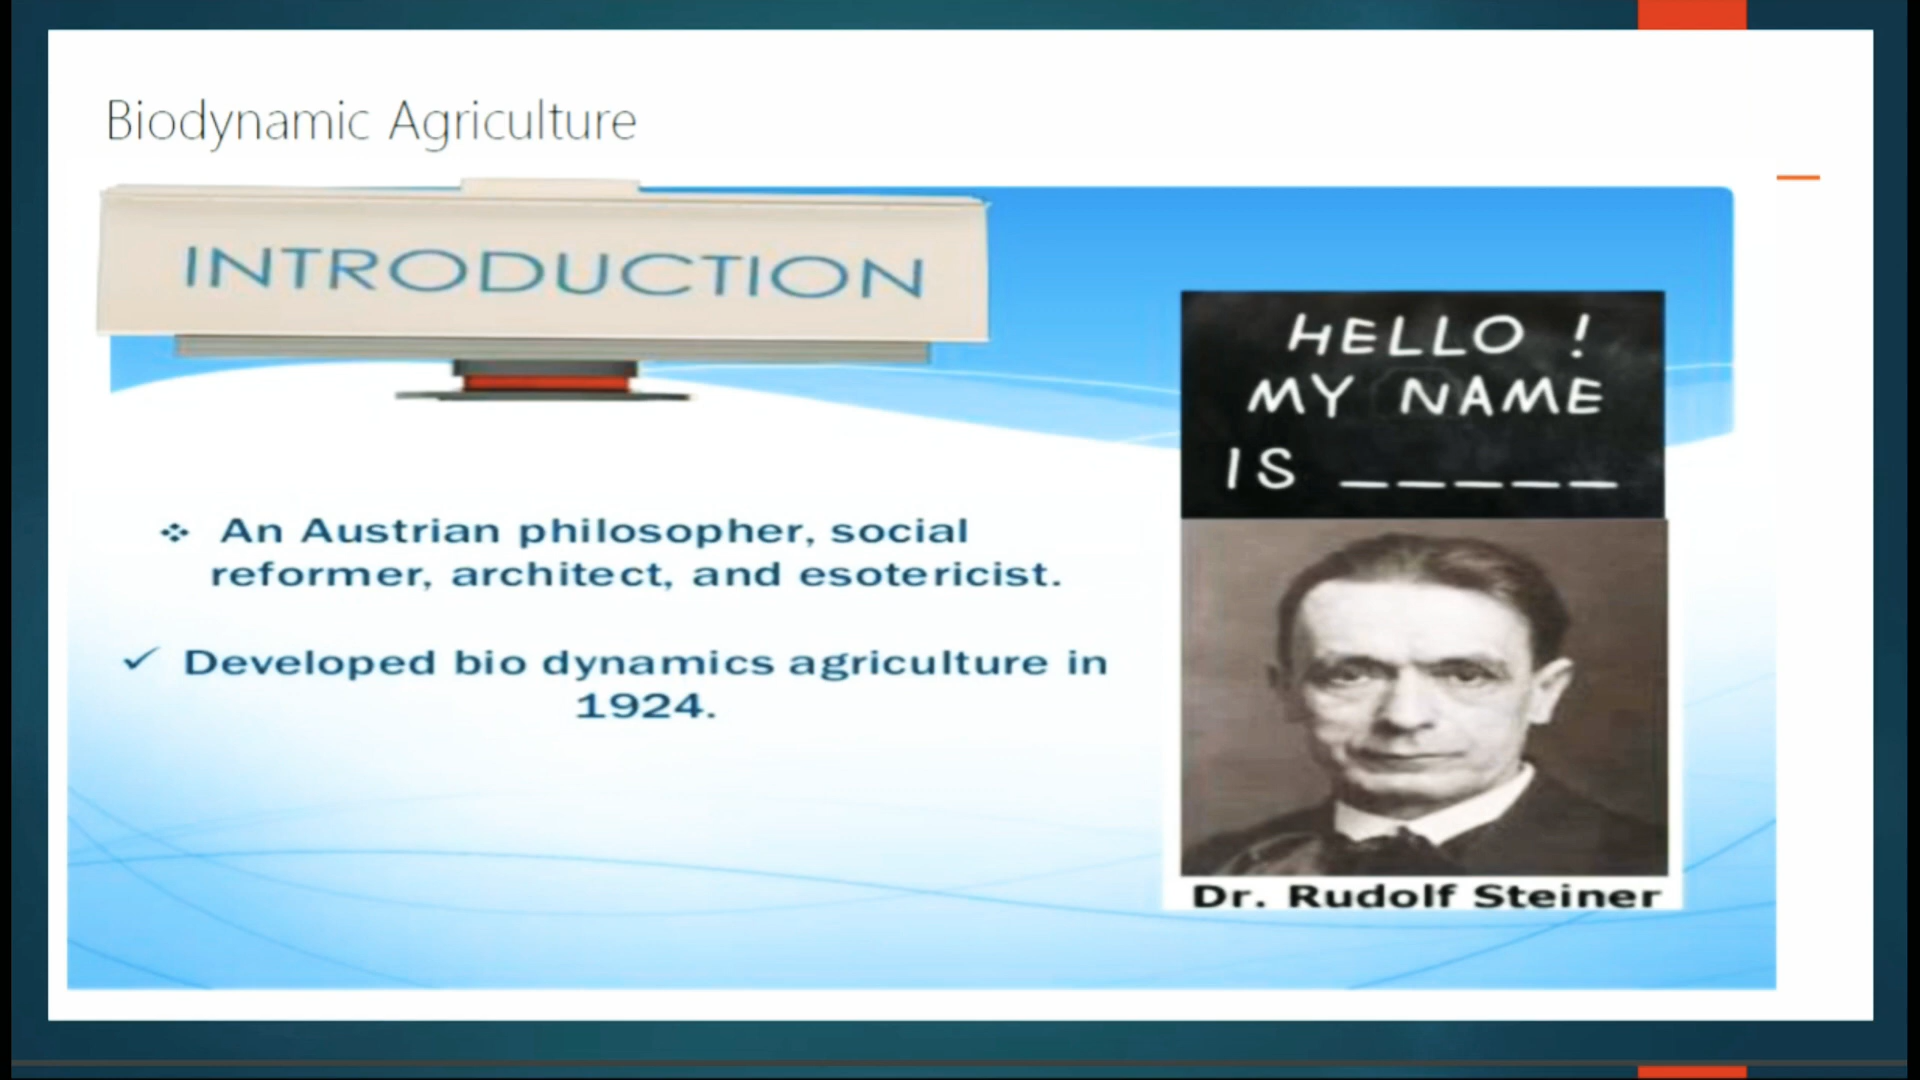 Biodynamic Agriculture
INTRODUCTION
HELLO !
MY NAME
IS _____
An Austrian philosopher, social
reformer, architect, and esotericist.
Developed bio dynamics agriculture in
1924.
Dr. Rudolf Steiner